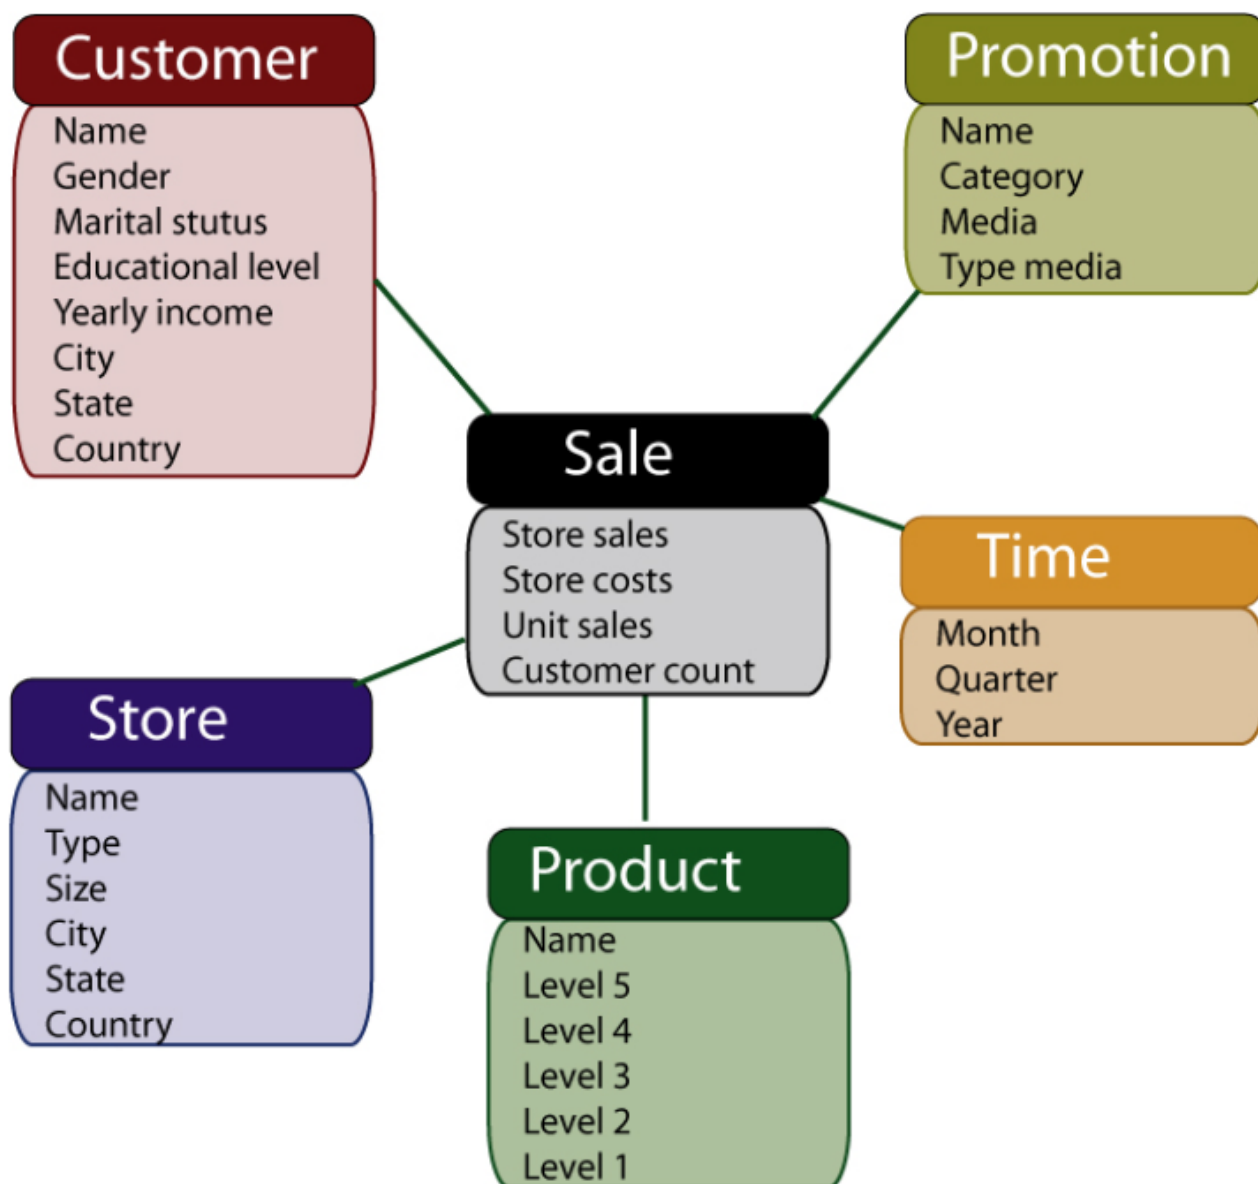 Customer
Name
Gender
Marital stutus
Educational level
Yearly income
City
State
Country
Promotion
Name
Category
Media
Type media
Sale
Store sales
Store costs
Unit sales
Customer count
Time
Month
Quarter
Year
Store
Name
Type
Size
City
State
Country
Product
Name
Level 5
Level 4
Level 3
Level 2
Level 1